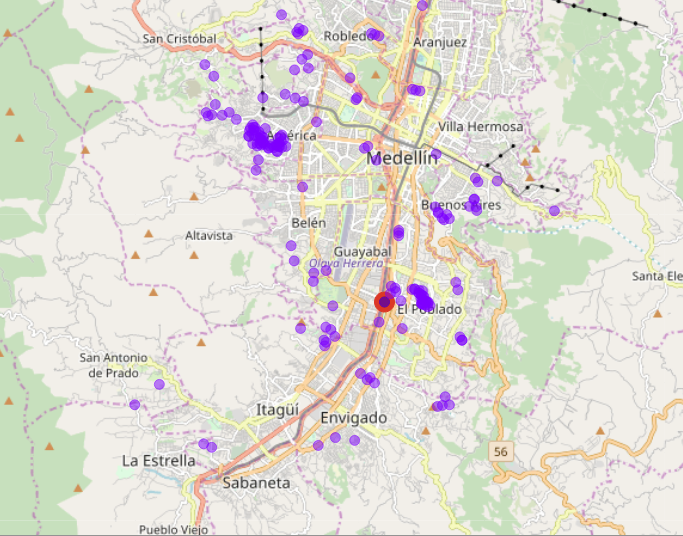 San Cristóbal
Robledo
Aranjuez
Villa Hermosa
América
Medellín
Buenos Aires
Belén
Altavista
Guayabal
Olaya Herrera
Santa Ele
El Poblado
San Antonio
de Prado
Itagüí
Envigado
56
La Estrella
Sabaneta
Pueblo Viejo